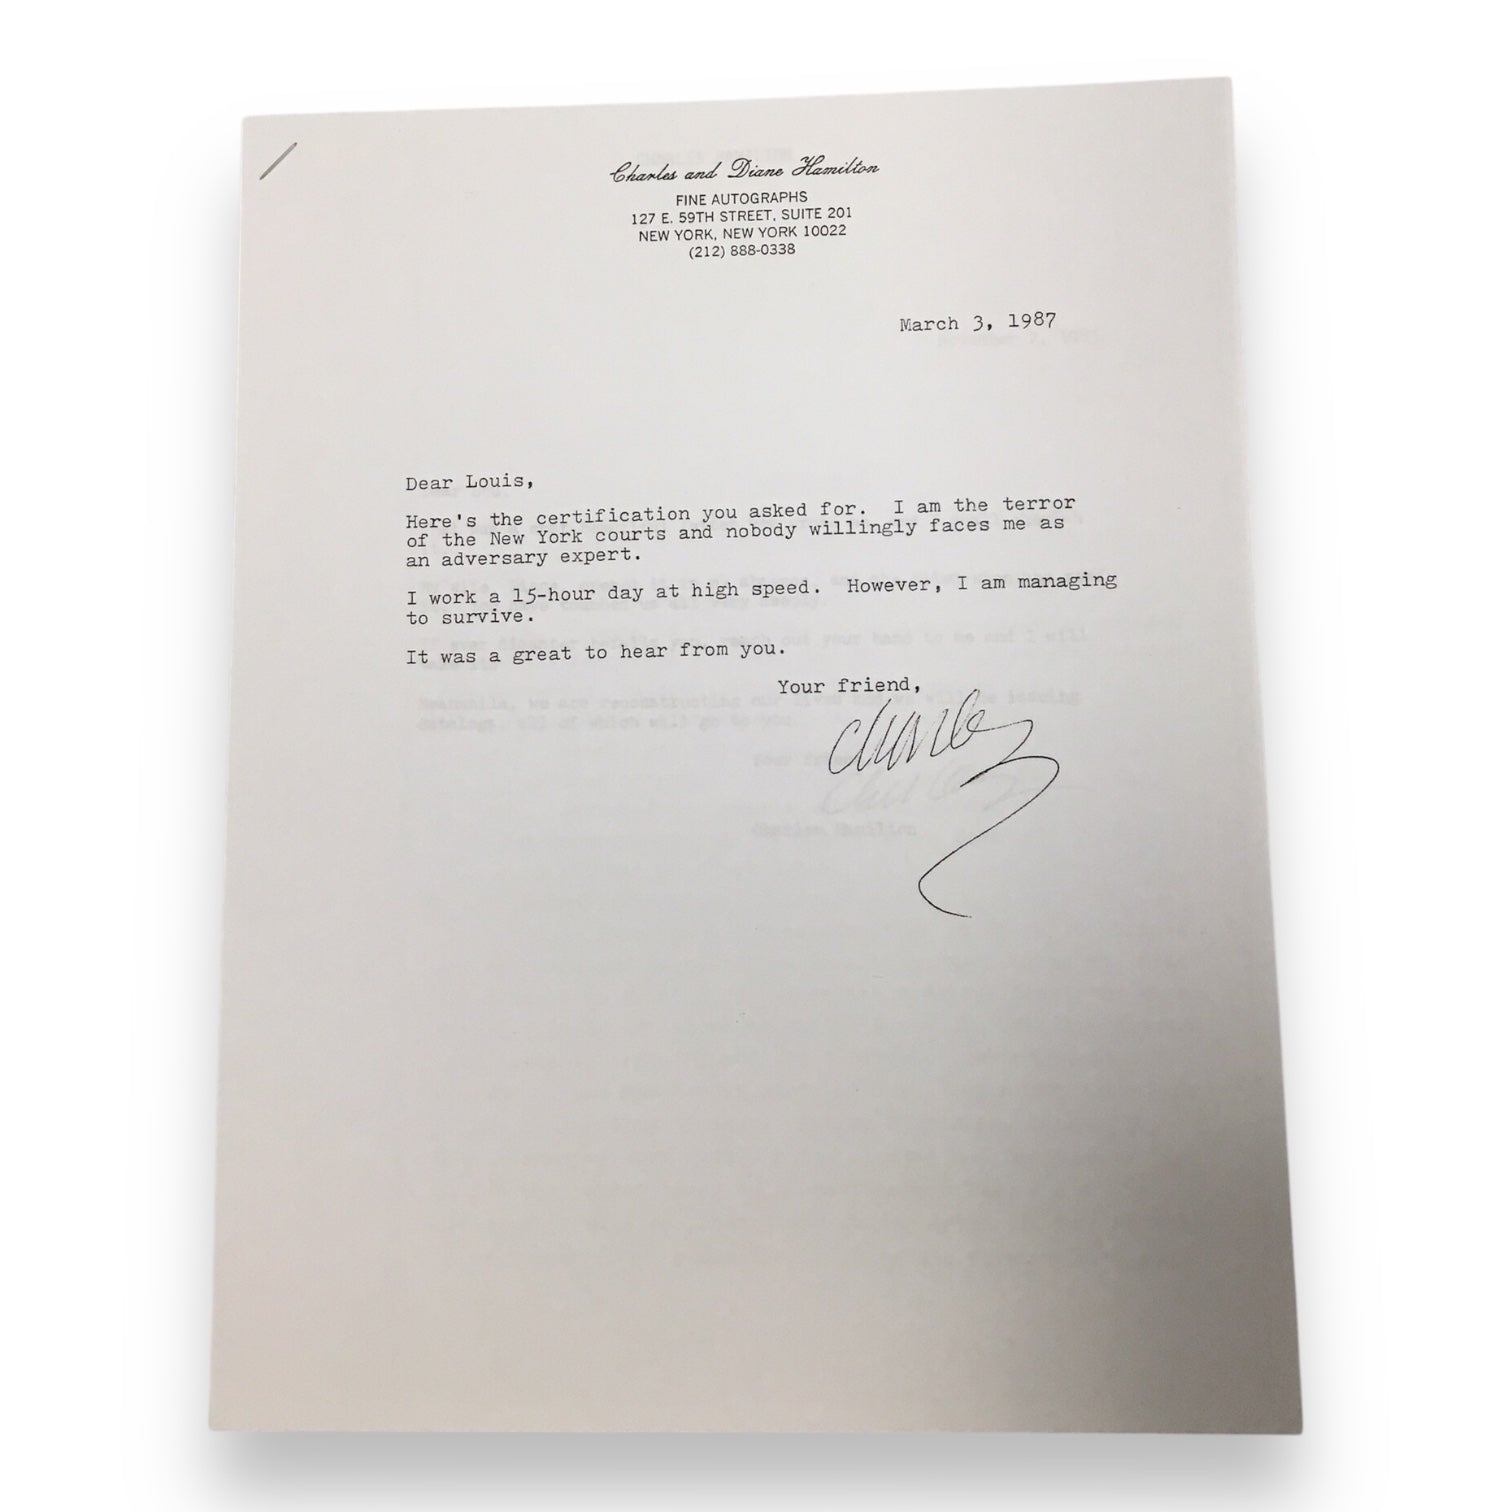 Charles and Diane Hamilton
FINE AUTOGRAPHS
127 E. 59TH STREET, SUITE 201
NEW YORK, NEW YORK 10022
(212) 888-0338
March 3, 1987
Dear Louis,
Here's the certification you asked for. I am the terror
of the New York courts and nobody willingly faces me as
an adversary expert.
I work a 15-hour day at high speed. However, I am managing
to survive.
It was a great to hear from you.
Your friend,
Charles